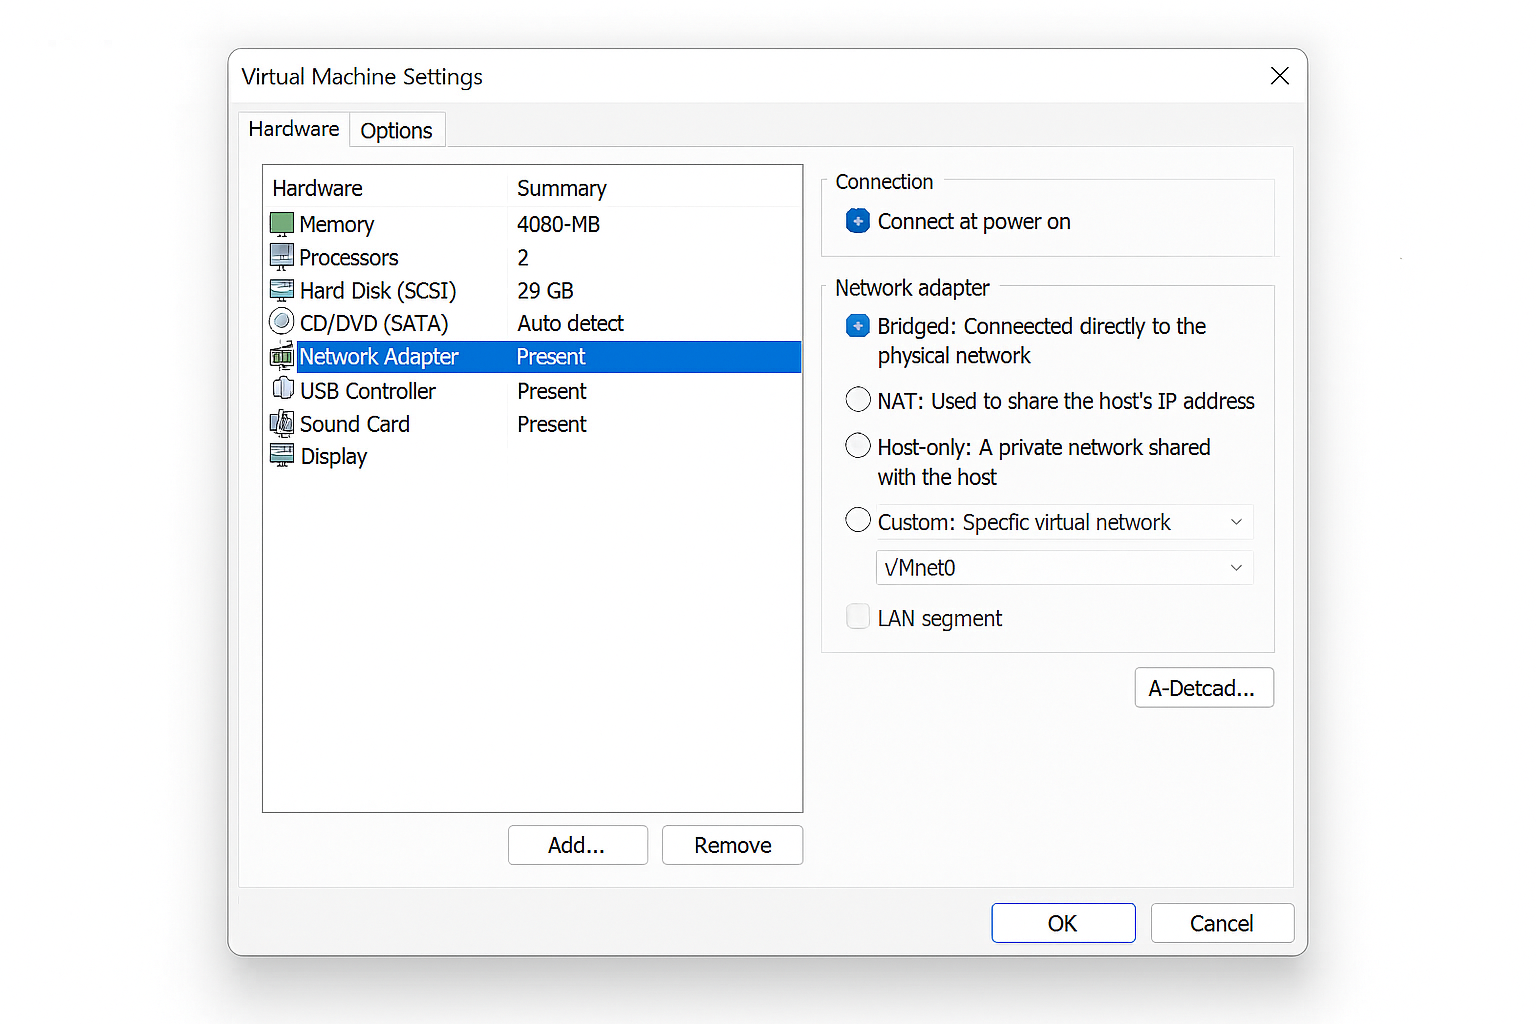 Virtual Machine Settings
Hardware
Options
Hardware Summary
Memory 4080-MB
Processors 2
Hard Disk (SCSI) 29 GB
CD/DVD (SATA) Auto detect
Network Adapter Present
USB Controller Present
Sound Card Present
Display
Add...
Remove
Connection
Connect at power on
Network adapter
Bridged: Conneected directly to the
physical network
NAT: Used to share the host's IP address
Host-only: A private network shared
with the host
Custom: Specfic virtual network
√Mnet0
LAN segment
A-Detcad...
OK
Cancel